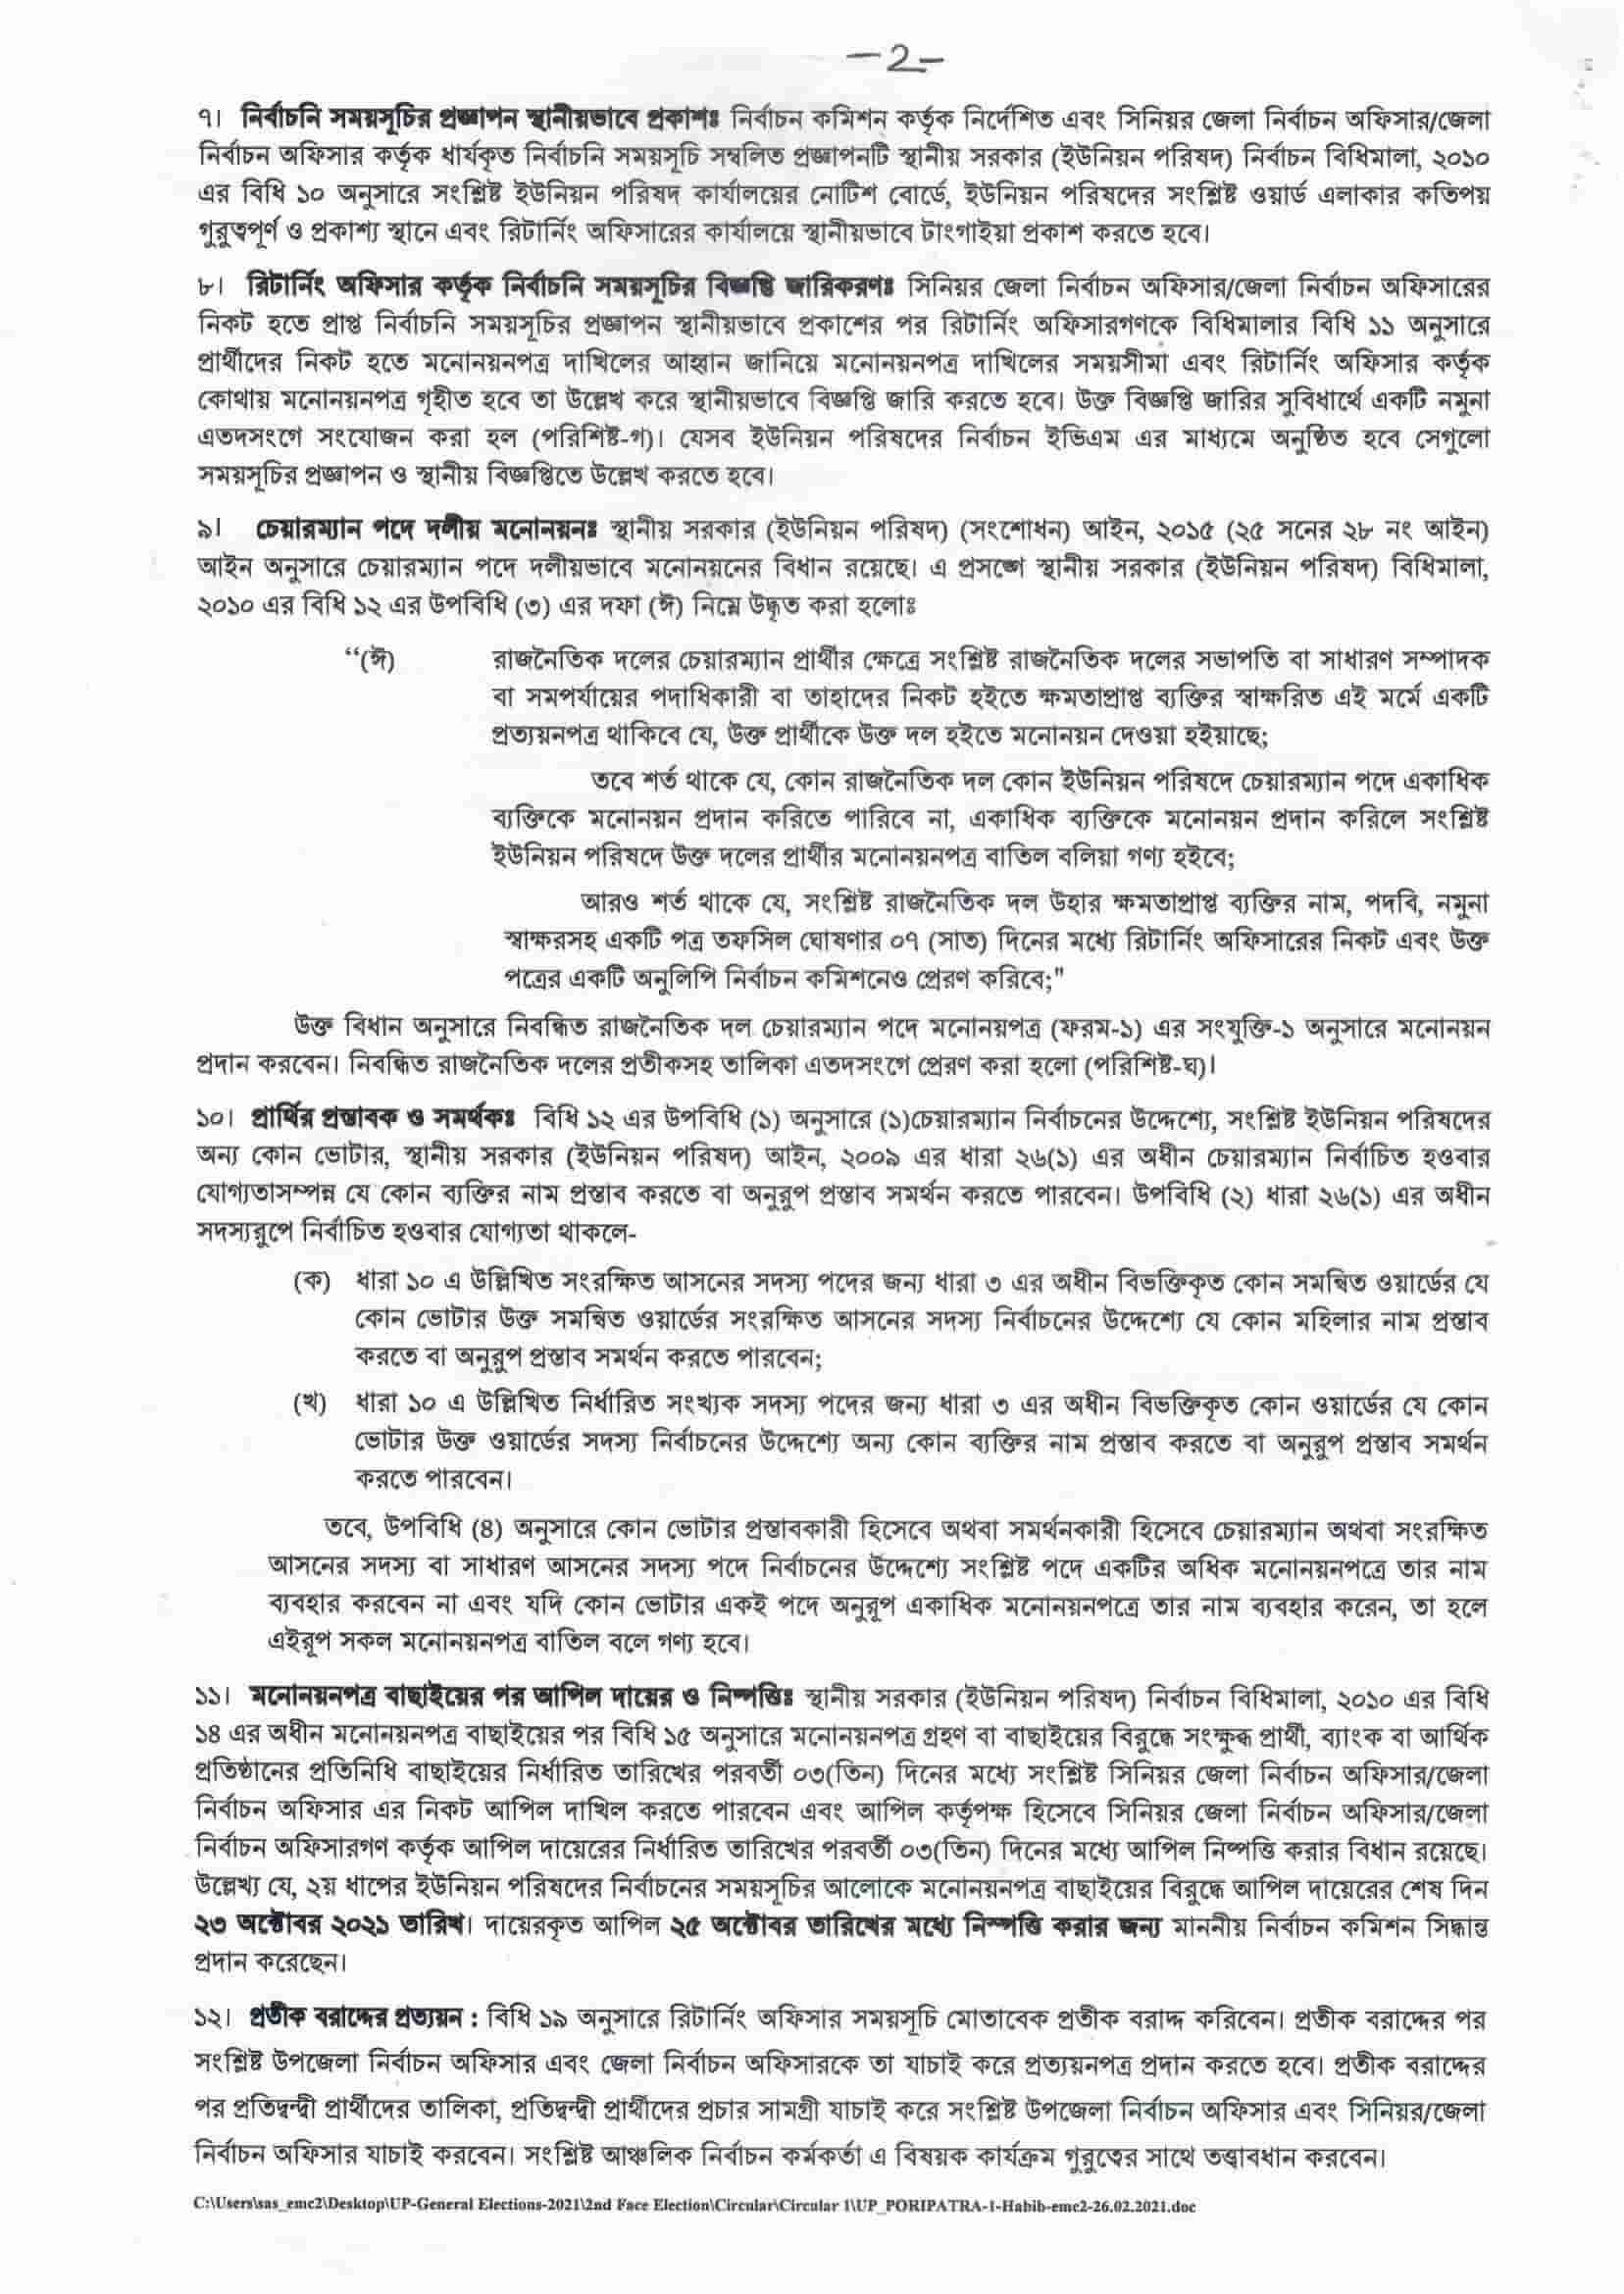 -2-
৭। নির্বাচনি সময়সূচির প্রজ্ঞাপন স্থানীয়ভাবে প্রকাশঃ নির্বাচন কমিশন কর্তৃক নির্দেশিত এবং সিনিয়র জেলা নির্বাচন অফিসার/জেলা
নির্বাচন অফিসার কর্তৃক ধার্যকৃত নির্বাচনি সময়সূচি সম্বলিত প্রজ্ঞাপনটি স্থানীয় সরকার (ইউনিয়ন পরিষদ) নির্বাচন বিধিমালা, ২০১০
এর বিধি ১০ অনুসারে সংশ্লিষ্ট ইউনিয়ন পরিষদ কার্যালয়ের নোটিশ বোর্ডে, ইউনিয়ন পরিষদের সংশ্লিষ্ট ওয়ার্ড এলাকার কতিপয়
গুরুত্বপূর্ণ ও প্রকাশ্য স্থানে এবং রিটার্নিং অফিসারের কার্যালয়ে স্থানীয়ভাবে টাংগাইয়া প্রকাশ করতে হবে।
৮। রিটার্নিং অফিসার কর্তৃক নির্বাচনি সময়সূচির বিজ্ঞপ্তি জারিকরণঃ সিনিয়র জেলা নির্বাচন অফিসার/জেলা নির্বাচন অফিসারের
নিকট হতে প্রাপ্ত নির্বাচনি সময়সূচির প্রজ্ঞাপন স্থানীয়ভাবে প্রকাশের পর রিটার্নিং অফিসারগণকে বিধিমালার বিধি ১১ অনুসারে
প্রার্থীদের নিকট হতে মনোনয়নপত্র দাখিলের আহ্বান জানিয়ে মনোনয়নপত্র দাখিলের সময়সীমা এবং রিটার্নিং অফিসার কর্তৃক
কোথায় মনোনয়নপত্র গৃহীত হবে তা উল্লেখ করে স্থানীয়ভাবে বিজ্ঞপ্তি জারি করতে হবে। উক্ত বিজ্ঞপ্তি জারির সুবিধার্থে একটি নমুনা
এতদসংগে সংযোজন করা হল (পরিশিষ্ট-গ)। যেসব ইউনিয়ন পরিষদের নির্বাচন ইভিএম এর মাধ্যমে অনুষ্ঠিত হবে সেগুলো
সময়সূচির প্রজ্ঞাপন ও স্থানীয় বিজ্ঞপ্তিতে উল্লেখ করতে হবে।
৯। চেয়ারম্যান পদে দলীয় মনোনয়নঃ স্থানীয় সরকার (ইউনিয়ন পরিষদ) (সংশোধন) আইন, ২০১৫ (২৫ সনের ২৮ নং আইন)
আইন অনুসারে চেয়ারম্যান পদে দলীয়ভাবে মনোনয়নের বিধান রয়েছে। এ প্রসঙ্গে স্থানীয় সরকার (ইউনিয়ন পরিষদ) বিধিমালা,
২০১০ এর বিধি ১২ এর উপবিধি (৩) এর দফা (ঈ) নিম্নে উদ্ধৃত করা হলোঃ
“(ঈ) রাজনৈতিক দলের চেয়ারম্যান প্রার্থীর ক্ষেত্রে সংশ্লিষ্ট রাজনৈতিক দলের সভাপতি বা সাধারণ সম্পাদক
বা সমপর্যায়ের পদাধিকারী বা তাহাদের নিকট হইতে ক্ষমতাপ্রাপ্ত ব্যক্তির স্বাক্ষরিত এই মর্মে একটি
প্রত্যয়নপত্র থাকিবে যে, উক্ত প্রার্থীকে উক্ত দল হইতে মনোনয়ন দেওয়া হইয়াছে;
তবে শর্ত থাকে যে, কোন রাজনৈতিক দল কোন ইউনিয়ন পরিষদে চেয়ারম্যান পদে একাধিক
ব্যক্তিকে মনোনয়ন প্রদান করিতে পারিবে না, একাধিক ব্যক্তিকে মনোনয়ন প্রদান করিলে সংশ্লিষ্ট
ইউনিয়ন পরিষদে উক্ত দলের প্রার্থীর মনোনয়নপত্র বাতিল বলিয়া গণ্য হইবে;
আরও শর্ত থাকে যে, সংশ্লিষ্ট রাজনৈতিক দল উহার ক্ষমতাপ্রাপ্ত ব্যক্তির নাম, পদবি, নমুনা
স্বাক্ষরসহ একটি পত্র তফসিল ঘোষণার ০৭ (সাত) দিনের মধ্যে রিটার্নিং অফিসারের নিকট এবং উক্ত
পত্রের একটি অনুলিপি নির্বাচন কমিশনেও প্রেরণ করিবে;"
উক্ত বিধান অনুসারে নিবন্ধিত রাজনৈতিক দল চেয়ারম্যান পদে মনোনয়পত্র (ফরম-১) এর সংযুক্তি-১ অনুসারে মনোনয়ন
প্রদান করবেন। নিবন্ধিত রাজনৈতিক দলের প্রতীকসহ তালিকা এতদসংগে প্রেরণ করা হলো (পরিশিষ্ট-ঘ)।
১০। প্রার্থির প্রস্তাবক ও সমর্থকঃ বিধি ১২ এর উপবিধি (১) অনুসারে (১)চেয়ারম্যান নির্বাচনের উদ্দেশ্যে, সংশ্লিষ্ট ইউনিয়ন পরিষদের
অন্য কোন ভোটার, স্থানীয় সরকার (ইউনিয়ন পরিষদ) আইন, ২০০৯ এর ধারা ২৬(১) এর অধীন চেয়ারম্যান নির্বাচিত হওবার
যোগ্যতাসম্পন্ন যে কোন ব্যক্তির নাম প্রস্তাব করতে বা অনুরুপ প্রস্তাব সমর্থন করতে পারবেন। উপবিধি (২) ধারা ২৬(১) এর অধীন
সদস্যরুপে নির্বাচিত হওবার যোগ্যতা থাকলে-
(ক) ধারা ১০ এ উল্লিখিত সংরক্ষিত আসনের সদস্য পদের জন্য ধারা ৩ এর অধীন বিভক্তিকৃত কোন সমন্বিত ওয়ার্ডের যে
কোন ভোটার উক্ত সমন্বিত ওয়ার্ডের সংরক্ষিত আসনের সদস্য নির্বাচনের উদ্দেশ্যে যে কোন মহিলার নাম প্রস্তাব
করতে বা অনুরুপ প্রস্তাব সমর্থন করতে পারবেন;
(খ) ধারা ১০ এ উল্লিখিত নির্ধারিত সংখ্যক সদস্য পদের জন্য ধারা ৩ এর অধীন বিভক্তিকৃত কোন ওয়ার্ডের যে কোন
ভোটার উক্ত ওয়ার্ডের সদস্য নির্বাচনের উদ্দেশ্যে অন্য কোন ব্যক্তির নাম প্রস্তাব করতে বা অনুরুপ প্রস্তাব সমর্থন
করতে পারবেন।
তবে, উপবিধি (৪) অনুসারে কোন ভোটার প্রস্তাবকারী হিসেবে অথবা সমর্থনকারী হিসেবে চেয়ারম্যান অথবা সংরক্ষিত
আসনের সদস্য বা সাধারণ আসনের সদস্য পদে নির্বাচনের উদ্দেশ্যে সংশ্লিষ্ট পদে একটির অধিক মনোনয়নপত্রে তার নাম
ব্যবহার করবেন না এবং যদি কোন ভোটার একই পদে অনুরূপ একাধিক মনোনয়নপত্রে তার নাম ব্যবহার করেন, তা হলে
এইরূপ সকল মনোনয়নপত্র বাতিল বলে গণ্য হবে।
১১। মনোনয়নপত্র বাছাইয়ের পর আপিল দায়ের ও নিষ্পত্তিঃ স্থানীয় সরকার (ইউনিয়ন পরিষদ) নির্বাচন বিধিমালা, ২০১০ এর বিধি
১৪ এর অধীন মনোনয়নপত্র বাছাইয়ের পর বিধি ১৫ অনুসারে মনোনয়নপত্র গ্রহণ বা বাছাইয়ের বিরুদ্ধে সংক্ষুব্ধ প্রার্থী, ব্যাংক বা আর্থিক
প্রতিষ্ঠানের প্রতিনিধি বাছাইয়ের নির্ধারিত তারিখের পরবর্তী ০৩(তিন) দিনের মধ্যে সংশ্লিষ্ট সিনিয়র জেলা নির্বাচন অফিসার/জেলা
নির্বাচন অফিসার এর নিকট আপিল দাখিল করতে পারবেন এবং আপিল কর্তৃপক্ষ হিসেবে সিনিয়র জেলা নির্বাচন অফিসার/জেলা
নির্বাচন অফিসারগণ কর্তৃক আপিল দায়েরের নির্ধারিত তারিখের পরবর্তী ০৩(তিন) দিনের মধ্যে আপিল নিষ্পত্তি করার বিধান রয়েছে।
উল্লেখ্য যে, ২য় ধাপের ইউনিয়ন পরিষদের নির্বাচনের সময়সূচির আলোকে মনোনয়নপত্র বাছাইয়ের বিরুদ্ধে আপিল দায়েরের শেষ দিন
২৩ অক্টোবর ২০২১ তারিখ। দায়েরকৃত আপিল ২৫ অক্টোবর তারিখের মধ্যে নিস্পত্তি করার জন্য মাননীয় নির্বাচন কমিশন সিদ্ধান্ত
প্রদান করেছেন।
১২। প্রতীক বরাদ্দের প্রত্যয়ন : বিধি ১৯ অনুসারে রিটার্নিং অফিসার সময়সূচি মোতাবেক প্রতীক বরাদ্দ করিবেন। প্রতীক বরাদ্দের পর
সংশ্লিষ্ট উপজেলা নির্বাচন অফিসার এবং জেলা নির্বাচন অফিসারকে তা যাচাই করে প্রত্যয়নপত্র প্রদান করতে হবে। প্রতীক বরাদ্দের
পর প্রতিদ্বন্দ্বী প্রার্থীদের তালিকা, প্রতিদ্বন্দ্বী প্রার্থীদের প্রচার সামগ্রী যাচাই করে সংশ্লিষ্ট উপজেলা নির্বাচন অফিসার এবং সিনিয়র/জেলা
নির্বাচন অফিসার যাচাই করবেন। সংশ্লিষ্ট আঞ্চলিক নির্বাচন কর্মকর্তা এ বিষয়ক কার্যক্রম গুরুত্বের সাথে তত্ত্বাবধান করবেন।
C:\Users\sas_emc2\Desktop\UP-General Elections-2021\2nd Face Election\Circular\Circular 1\UP_PORIPATRA-1-Habib-emc2-26.02.2021.doc